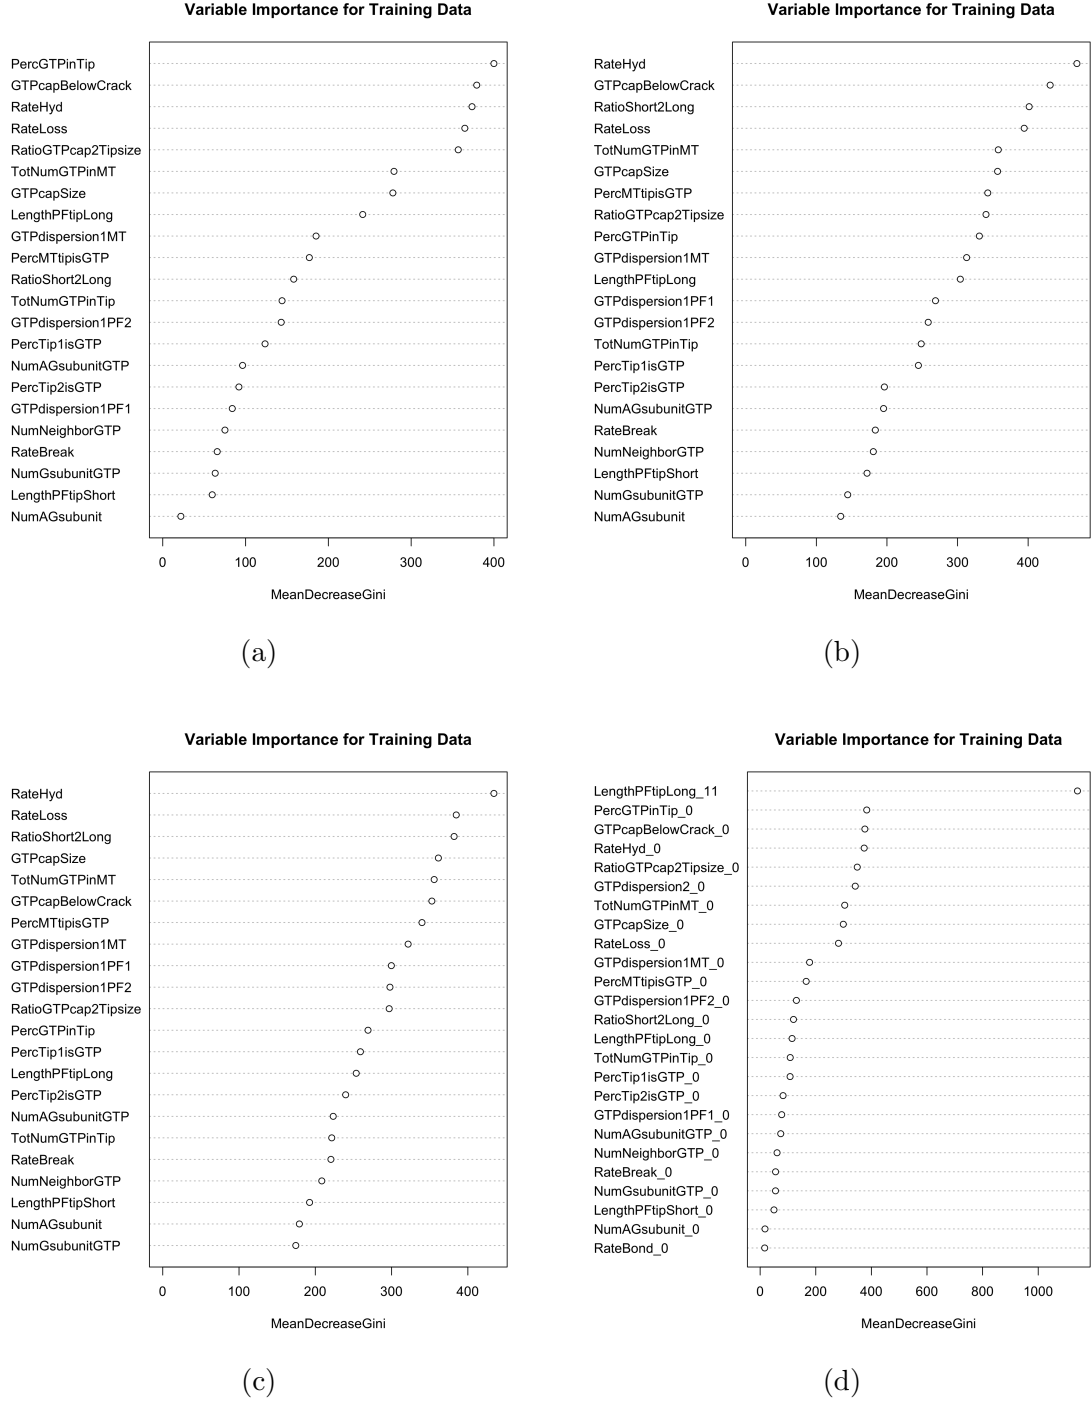 Variable Importance for Training Data
PercGTPinTip
GTPcapBelowCrack
RateHyd
RateLoss
RatioGTPcap2Tipsize
TotNumGTPinMT
GTPcapSize
LengthPFtipLong
GTPdispersion1MT
PercMTtipisGTP
RatioShort2Long
TotNumGTPinTip
GTPdispersion1PF2
PercTip1isGTP
NumAGsubunitGTP
PercTip2isGTP
GTPdispersion1PF1
NumNeighborGTP
RateBreak
NumGsubunitGTP
LengthPFtipShort
NumAGsubunit
0 100 200 300 400
MeanDecreaseGini
(a)
Variable Importance for Training Data
RateHyd
GTPcapBelowCrack
RatioShort2Long
RateLoss
TotNumGTPinMT
GTPcapSize
PercMTtipisGTP
RatioGTPcap2Tipsize
PercGTPinTip
GTPdispersion1MT
LengthPFtipLong
GTPdispersion1PF1
GTPdispersion1PF2
TotNumGTPinTip
PercTip1isGTP
PercTip2isGTP
NumAGsubunitGTP
RateBreak
NumNeighborGTP
LengthPFtipShort
NumGsubunitGTP
NumAGsubunit
0 100 200 300 400
MeanDecreaseGini
(b)
Variable Importance for Training Data
RateHyd
RateLoss
RatioShort2Long
GTPcapSize
TotNumGTPinMT
GTPcapBelowCrack
PercMTtipisGTP
GTPdispersion1MT
GTPdispersion1PF1
GTPdispersion1PF2
RatioGTPcap2Tipsize
PercGTPinTip
PercTip1isGTP
LengthPFtipLong
PercTip2isGTP
NumAGsubunitGTP
TotNumGTPinTip
RateBreak
NumNeighborGTP
LengthPFtipShort
NumAGsubunit
NumGsubunitGTP
0 100 200 300 400
MeanDecreaseGini
(c)
Variable Importance for Training Data
LengthPFtipLong_11
PercGTPinTip_0
GTPcapBelowCrack_0
RateHyd_0
RatioGTPcap2Tipsize_0
GTPdispersion2_0
TotNumGTPinMT_0
GTPcapSize_0
RateLoss_0
GTPdispersion1MT_0
PercMTtipisGTP_0
GTPdispersion1PF2_0
RatioShort2Long_0
LengthPFtipLong_0
TotNumGTPinTip_0
PercTip1isGTP_0
PercTip2isGTP_0
GTPdispersion1PF1_0
NumAGsubunitGTP_0
NumNeighborGTP_0
RateBreak_0
NumGsubunitGTP_0
LengthPFtipShort_0
NumAGsubunit_0
RateBond_0
0 200 400 600 800 1000
MeanDecreaseGini
(d)